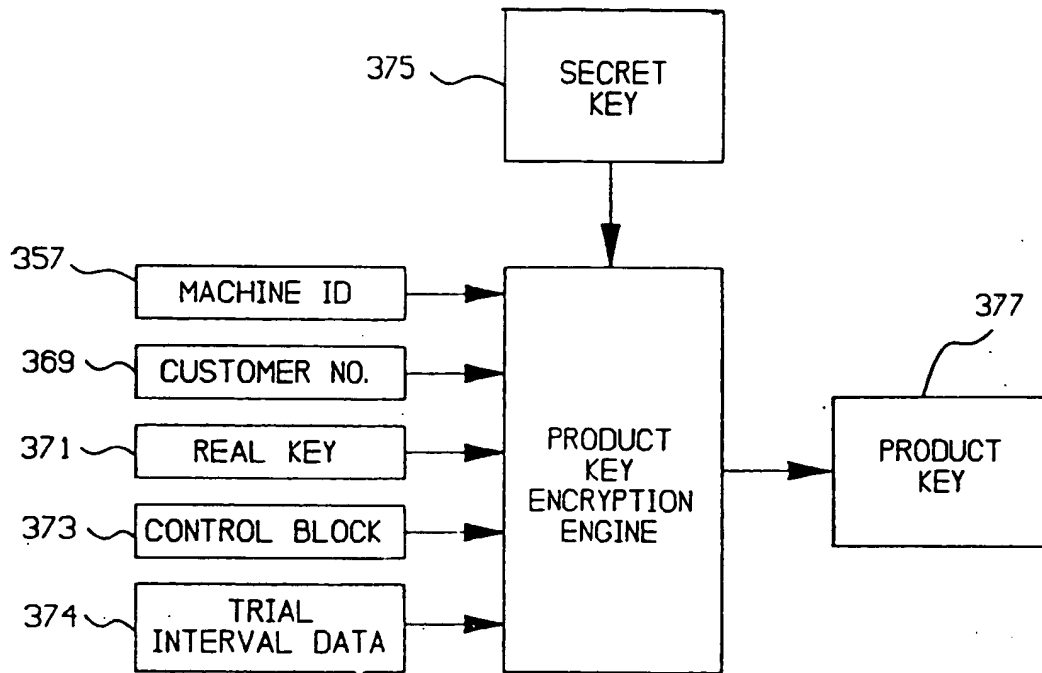 375
SECRET
KEY
357
MACHINE ID
369
CUSTOMER NO.
371
REAL KEY
373
CONTROL BLOCK
374
TRIAL
INTERVAL DATA
PRODUCT
KEY
ENCRYPTION
ENGINE
377
PRODUCT
KEY